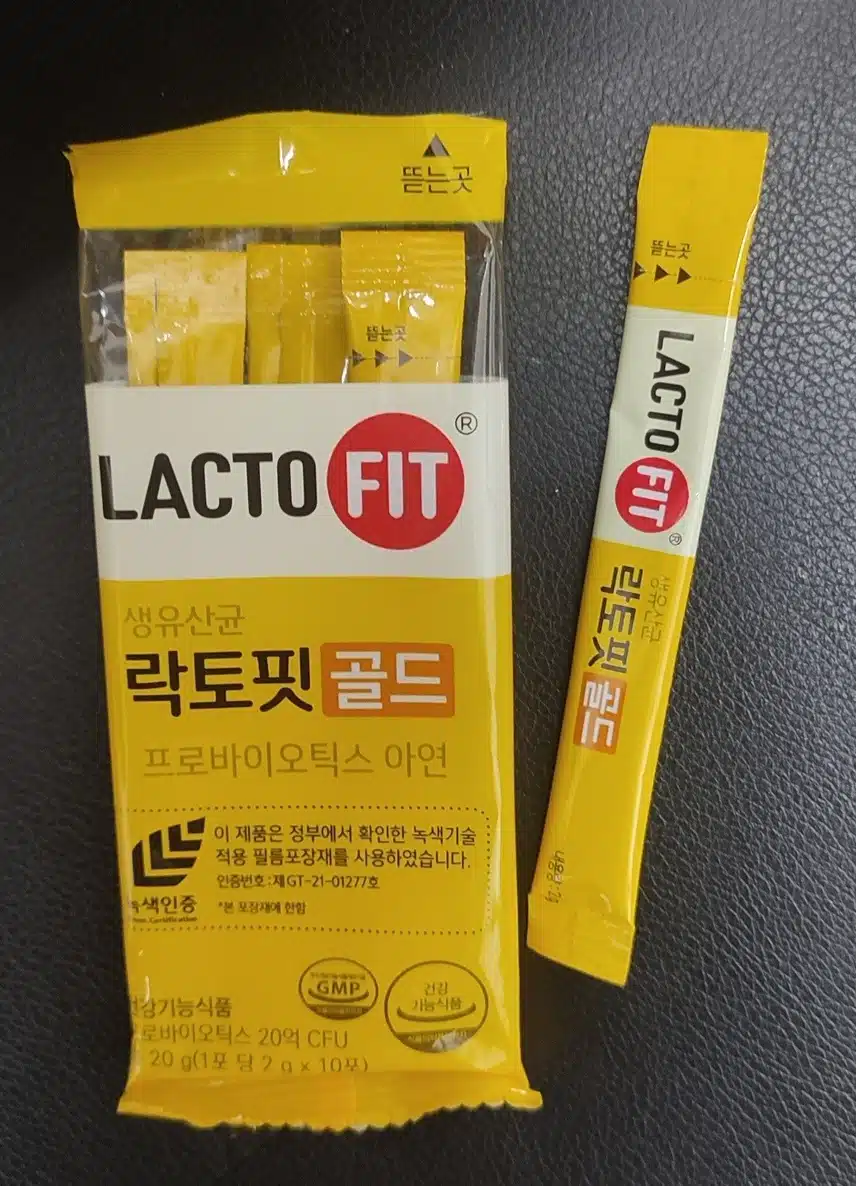 뜯는곳
뜯는곳
LACTO FIT ®
생유산균
락토핏 골드
프로바이오틱스 아연
이 제품은 정부에서 확인한 녹색기술
적용 필름포장재를 사용하였습니다.
인증번호 : 제 GT-21-01277호
*본 포장재에 한함
녹색인증
Certification
GMP
건강
기능식품
건강기능식품
프로바이오틱스 20억 CFU
20 g(1포 당 2 g × 10포)
뜯는곳
LACTO FIT ®
생유산균
락토핏 골드
내용량 : 2g